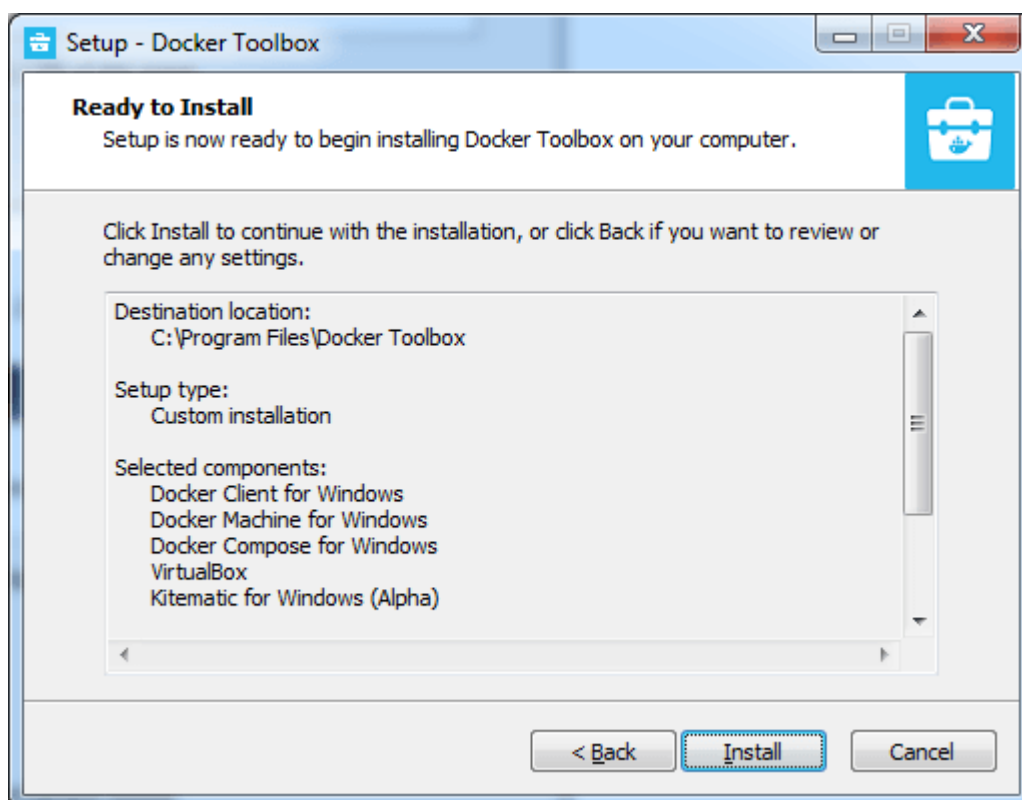 Setup - Docker Toolbox
Ready to Install
Setup is now ready to begin installing Docker Toolbox on your computer.
Click Install to continue with the installation, or click Back if you want to review or
change any settings.
Destination location:
C:\Program Files\Docker Toolbox
Setup type:
Custom installation
Selected components:
Docker Client for Windows
Docker Machine for Windows
Docker Compose for Windows
VirtualBox
Kitematic for Windows (Alpha)
< Back
Install
Cancel